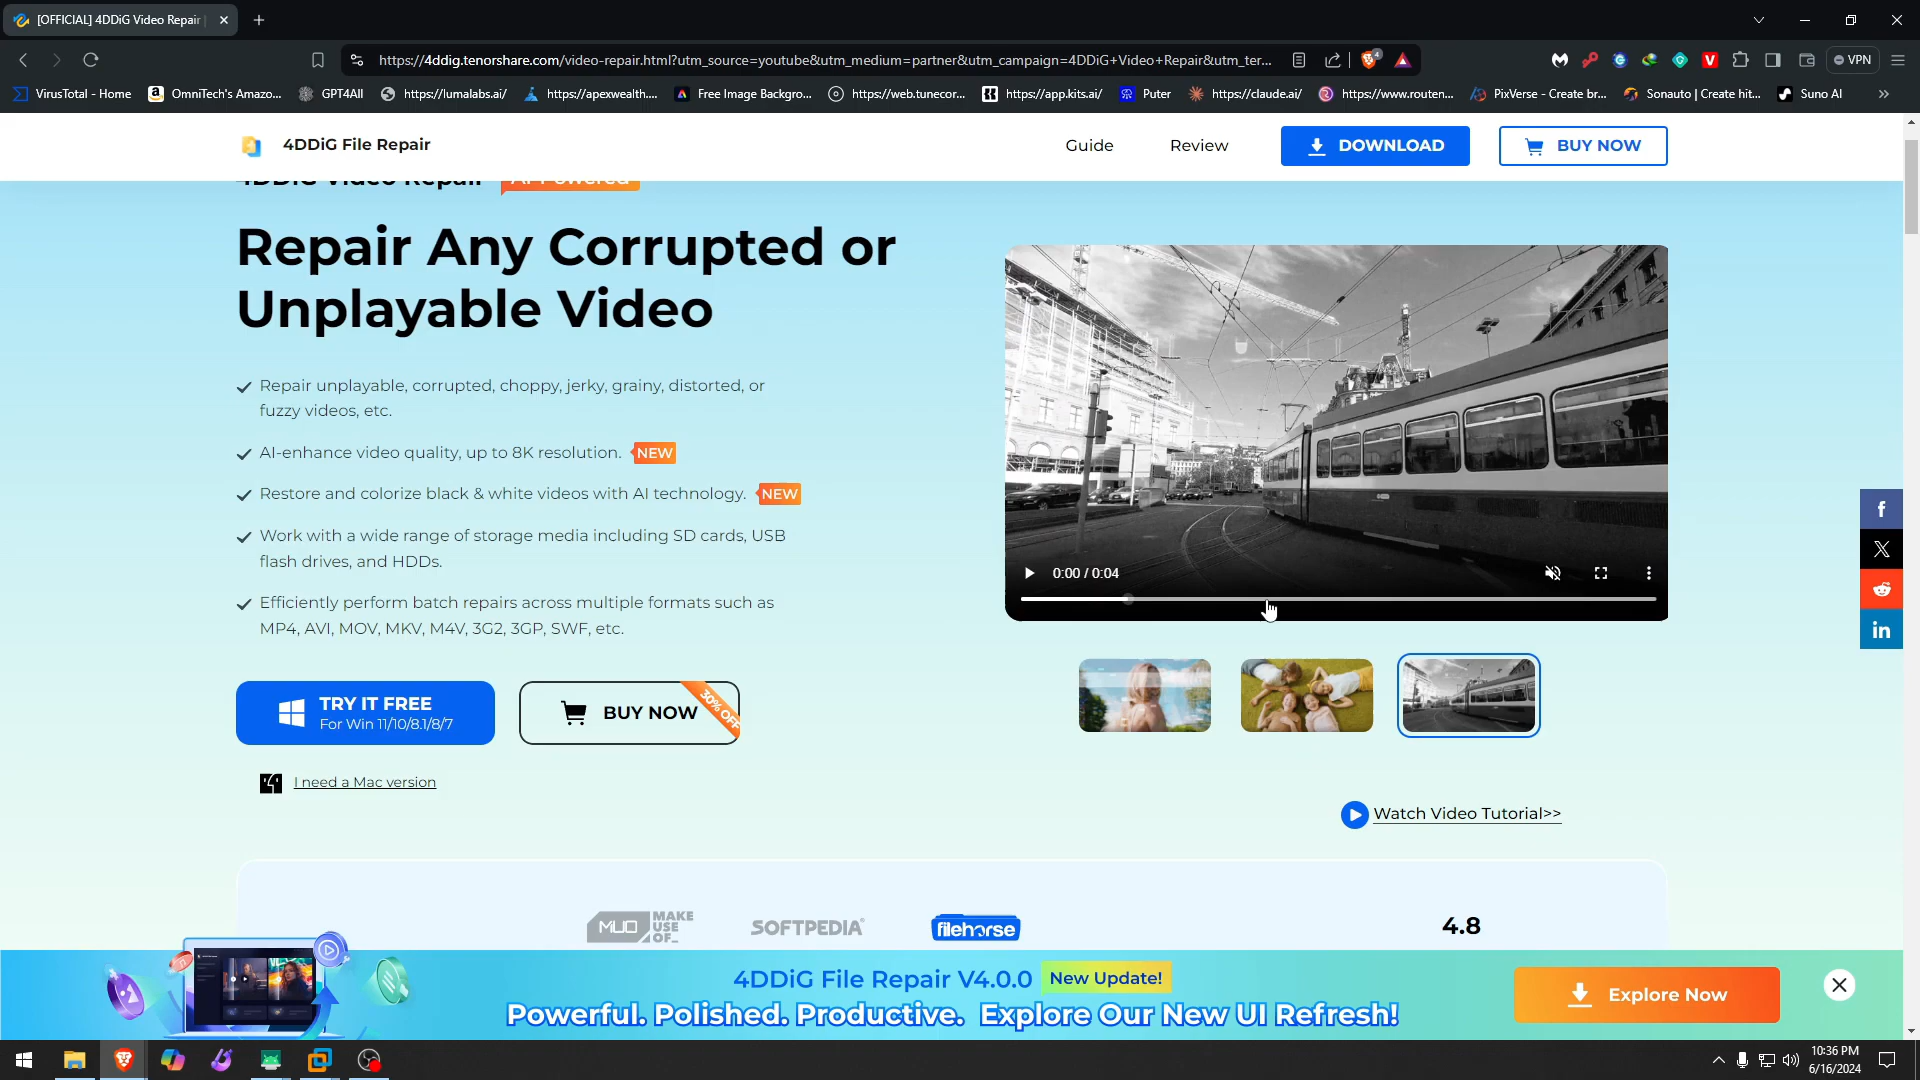 [OFFICIAL] 4DDiG Video Repair
https://4ddig.tenorshare.com/video-repair.html?utm_source=youtube&utm_medium=partner&utm_campaign=4DDiG+Video+Repair&utm_ter...
4
VPN
VirusTotal - Home
OmniTech's Amazo...
GPT4All
https://lumalabs.ai/
https://apexwealth....
Free Image Backgro...
https://web.tunecor...
https://app.kits.ai/
Puter
https://claude.ai/
https://www.routen...
PixVerse - Create br...
Sonauto | Create hit...
Suno AI
4DDiG File Repair
Guide
Review
DOWNLOAD
BUY NOW
4DDiG Video Repair
AI-Powered
Repair Any Corrupted or
Unplayable Video
Repair unplayable, corrupted, choppy, jerky, grainy, distorted, or
fuzzy videos, etc.
AI-enhance video quality, up to 8K resolution. NEW
Restore and colorize black & white videos with AI technology. NEW
Work with a wide range of storage media including SD cards, USB
flash drives, and HDDs.
Efficiently perform batch repairs across multiple formats such as
MP4, AVI, MOV, MKV, M4V, 3G2, 3GP, SWF, etc.
0:00 / 0:04
TRY IT FREE
For Win 11/10/8.1/8/7
BUY NOW
30% OFF
I need a Mac version
Watch Video Tutorial>>
MUO MAKE
USE
OF_
SOFTPEDIA
filehorse
4.8
4DDiG File Repair V4.0.0 New Update!
Powerful. Polished. Productive. Explore Our New UI Refresh!
Explore Now
10:36 PM
6/16/2024